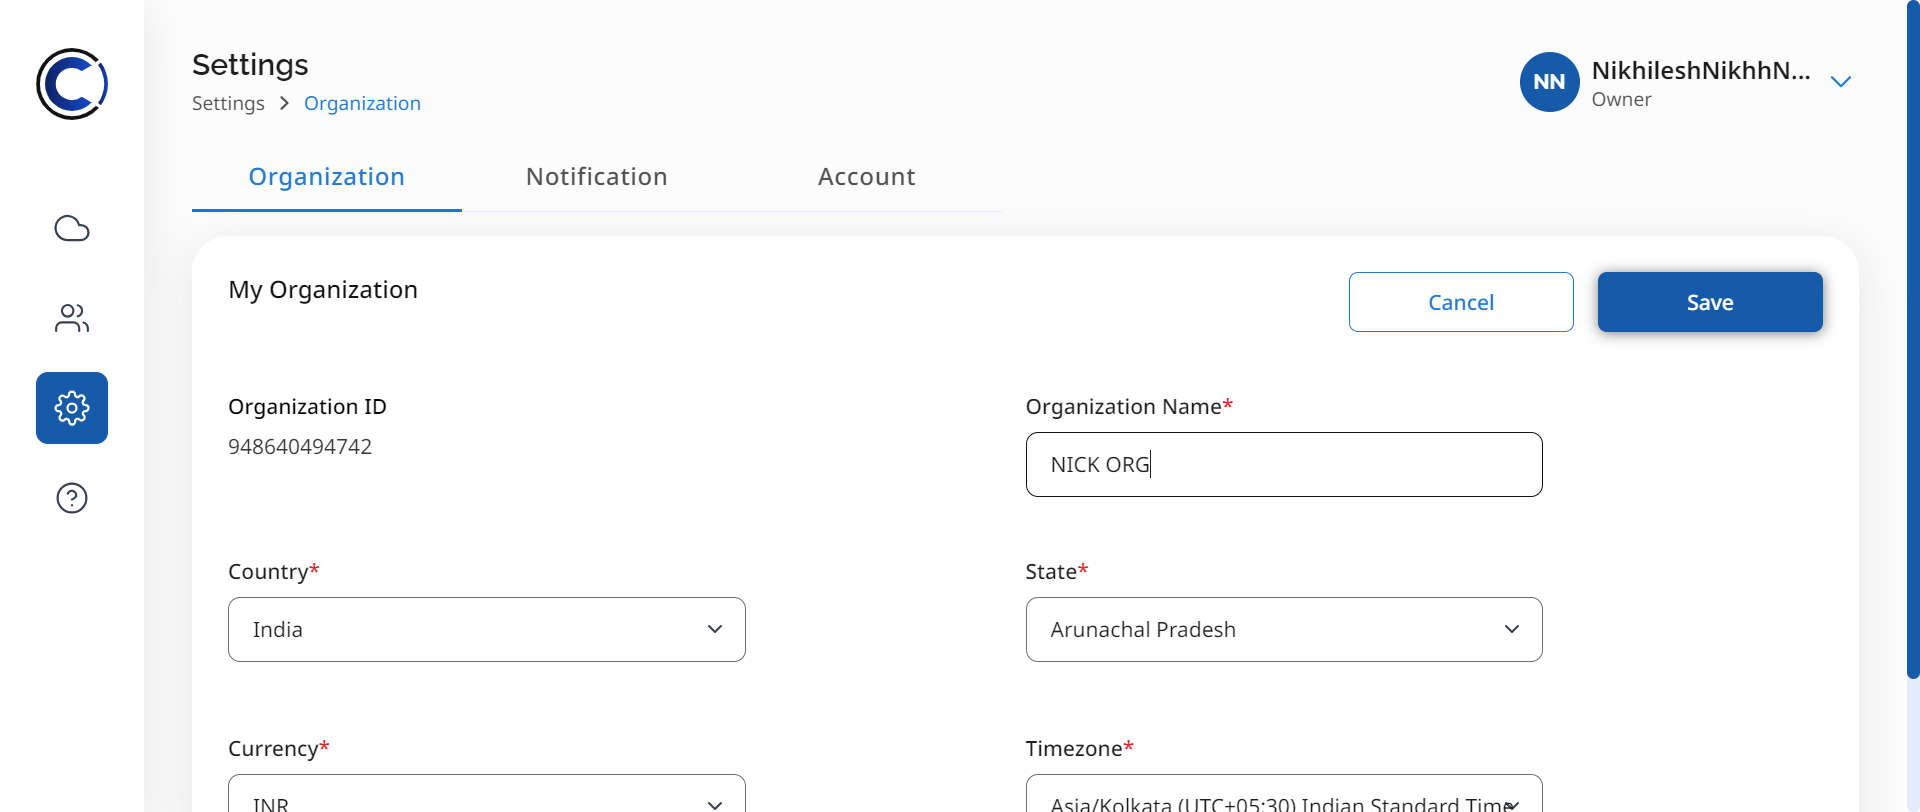 Settings
Settings > Organization
NN
NikhileshNikhhN...
Owner
Organization Notification Account
My Organization
Cancel
Save
Organization ID
948640494742
Organization Name*
NICK ORG
Country*
India
State*
Arunachal Pradesh
Currency*
INR
Timezone*
Asia/Kolkata (UTC+05:30) Indian Standard Time